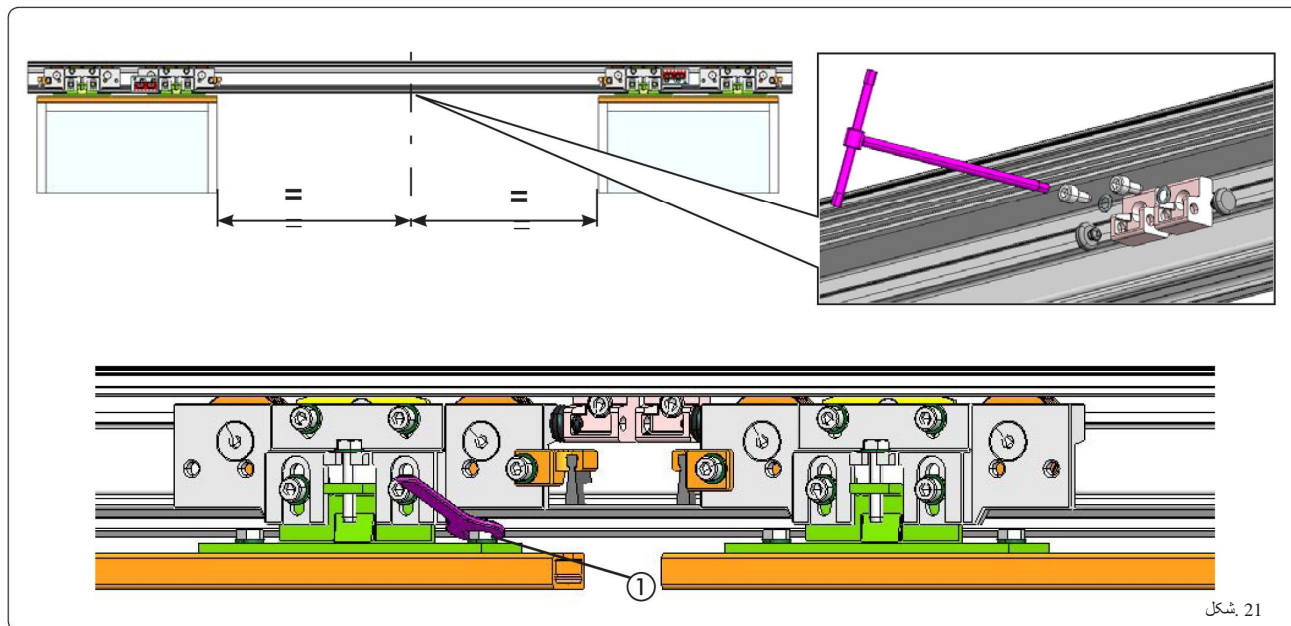 = =
①
شكل. 21